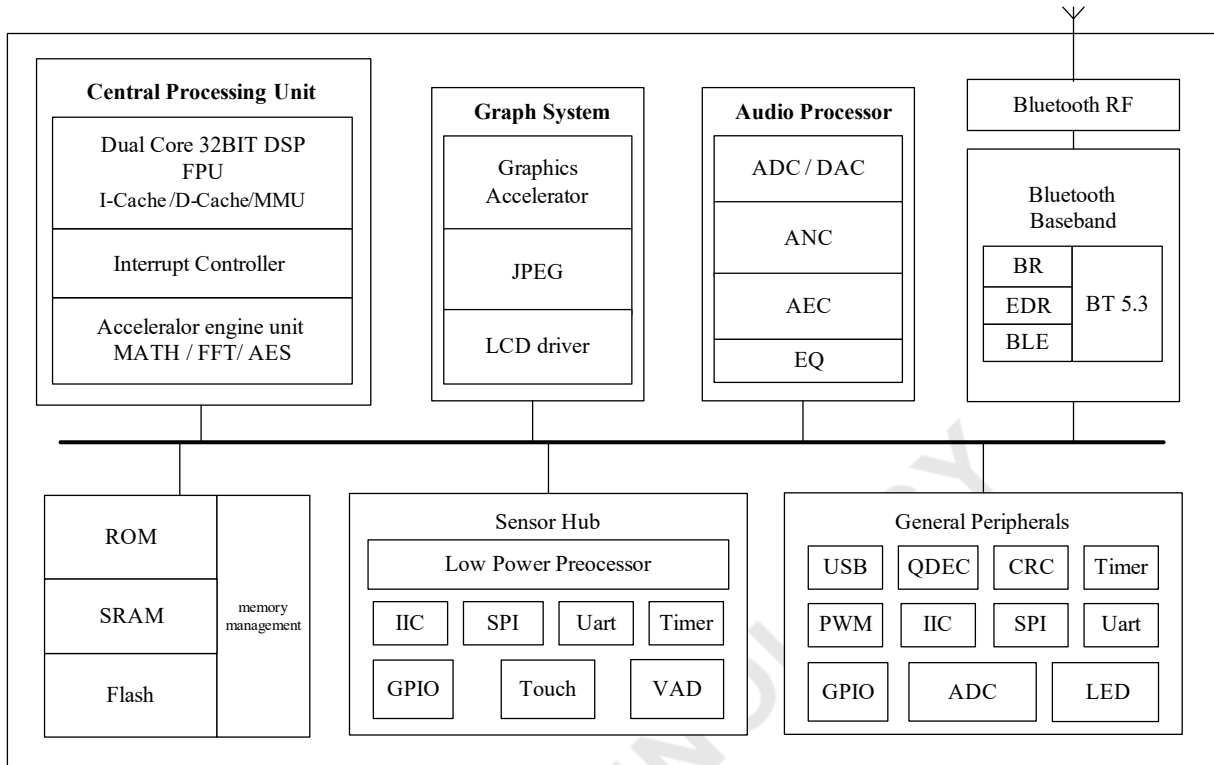 Central Processing Unit
Dual Core 32BIT DSP
FPU
I-Cache/D-Cache/MMU
Interrupt Controller
Acceleralor engine unit
MATH / FFT/ AES
Graph System
Graphics
Accelerator
JPEG
LCD driver
Audio Processor
ADC / DAC
ANC
AEC
EQ
Bluetooth RF
Bluetooth
Baseband
BR
EDR
BLE
BT 5.3
ROM
SRAM
Flash
memory
management
Sensor Hub
Low Power Preocessor
IIC SPI Uart Timer
GPIO Touch VAD
General Peripherals
USB QDEC CRC Timer
PWM IIC SPI Uart
GPIO ADC LED